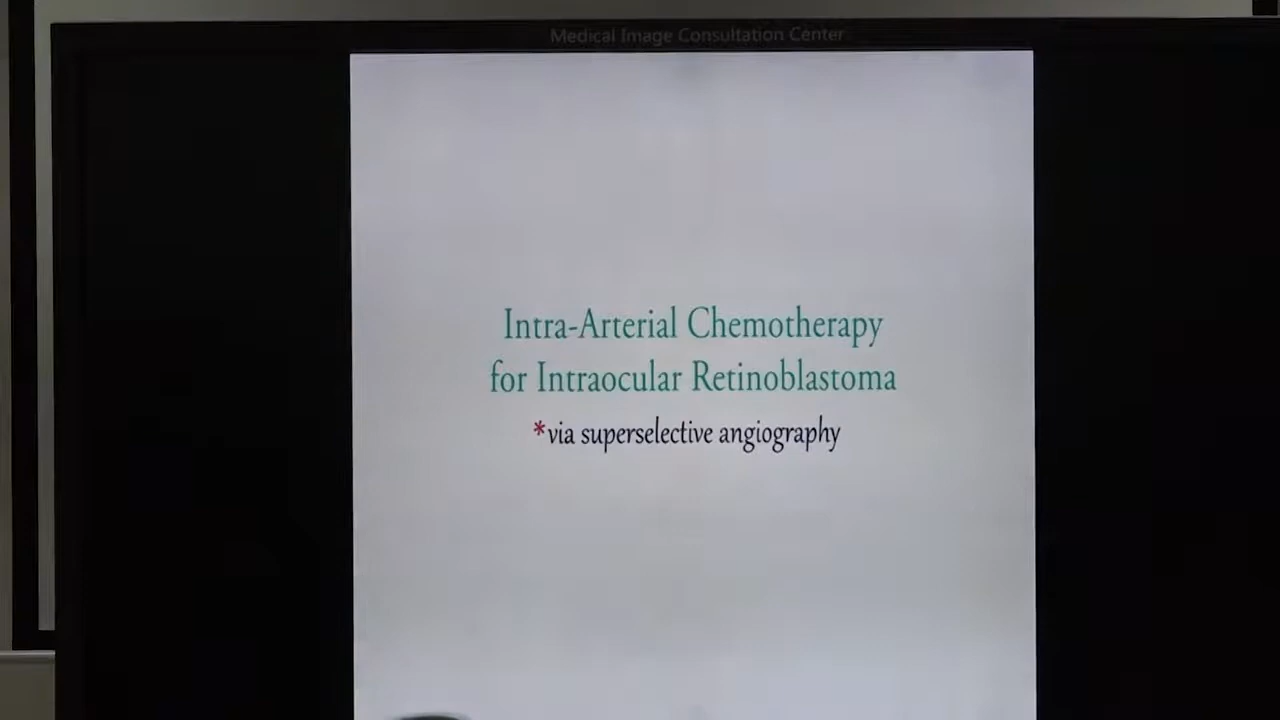 Medical Image Consultation Center
Intra-Arterial Chemotherapy
for Intraocular Retinoblastoma
*via superselective angiography